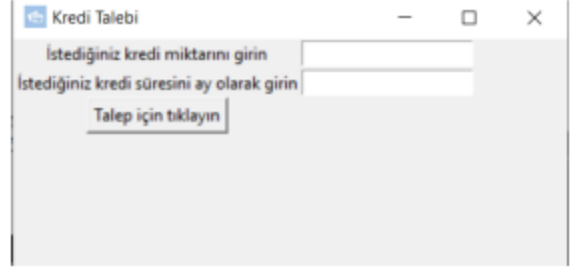 Kredi Talebi
İstediğiniz kredi miktarını girin
İstediğiniz kredi süresini ay olarak girin
Talep için tıklayın